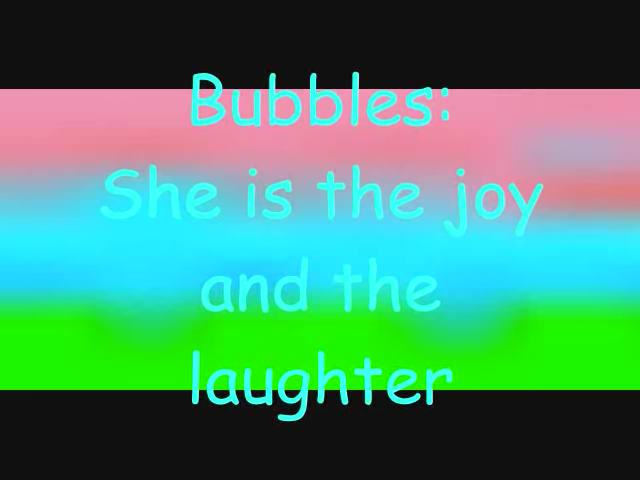 Bubbles:
She is the joy
and the
laughter